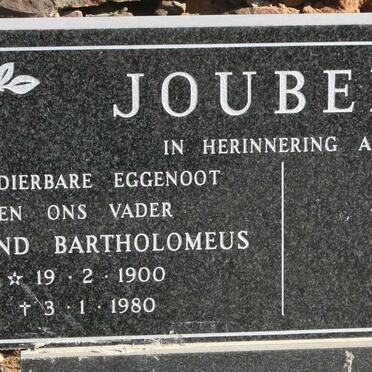 JOUBE
IN HERINNERING A
DIERBARE EGGENOOT
EN ONS VADER
ND BARTHOLOMEUS
☆ 19 · 2 · 1900
✝ 3 · 1 · 1980